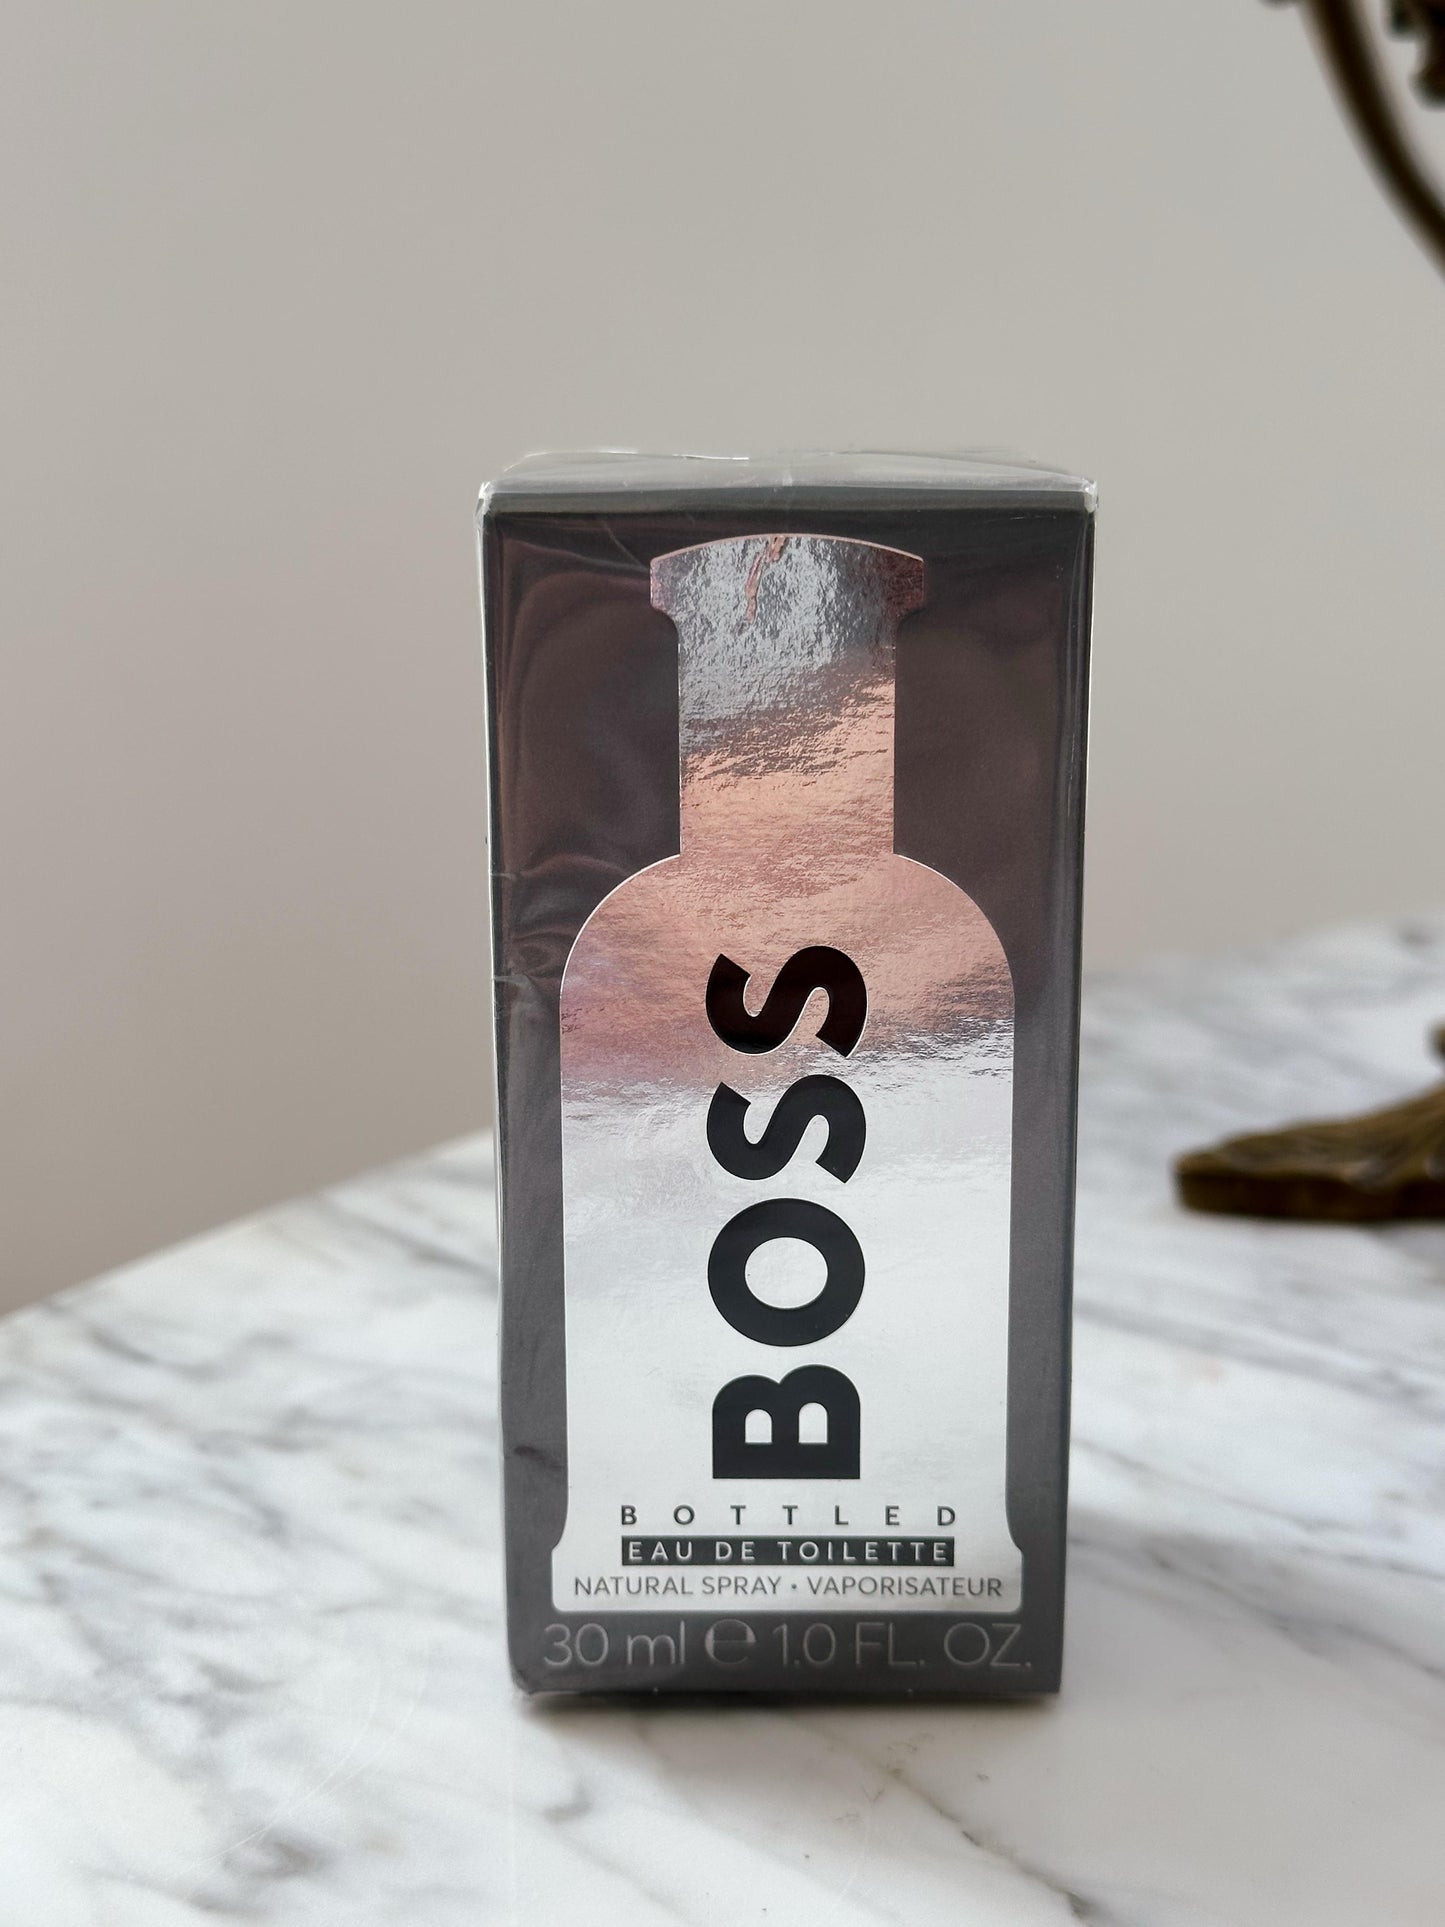 BOSS
BOTTLED
EAU DE TOILETTE
NATURAL SPRAY • VAPORISATEUR
30 ml ℮ 1.0 FL. OZ.